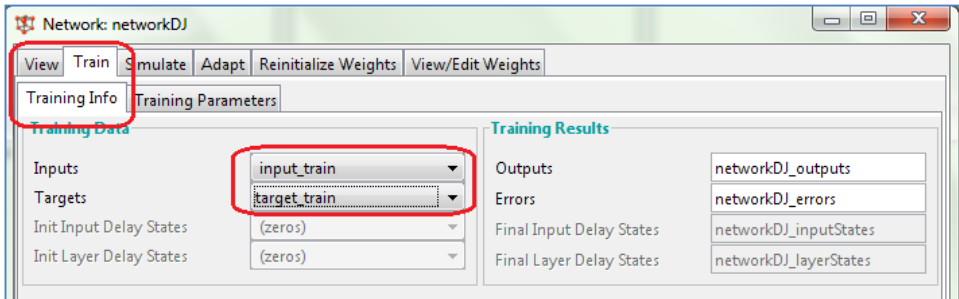 Network: networkDJ
View Train Simulate Adapt Reinitialize Weights View/Edit Weights
Training Info Training Parameters
Training Data
Inputs input_train
Targets target_train
Init Input Delay States (zeros)
Init Layer Delay States (zeros)
Training Results
Outputs networkDJ_outputs
Errors networkDJ_errors
Final Input Delay States networkDJ_inputStates
Final Layer Delay States networkDJ_layerStates